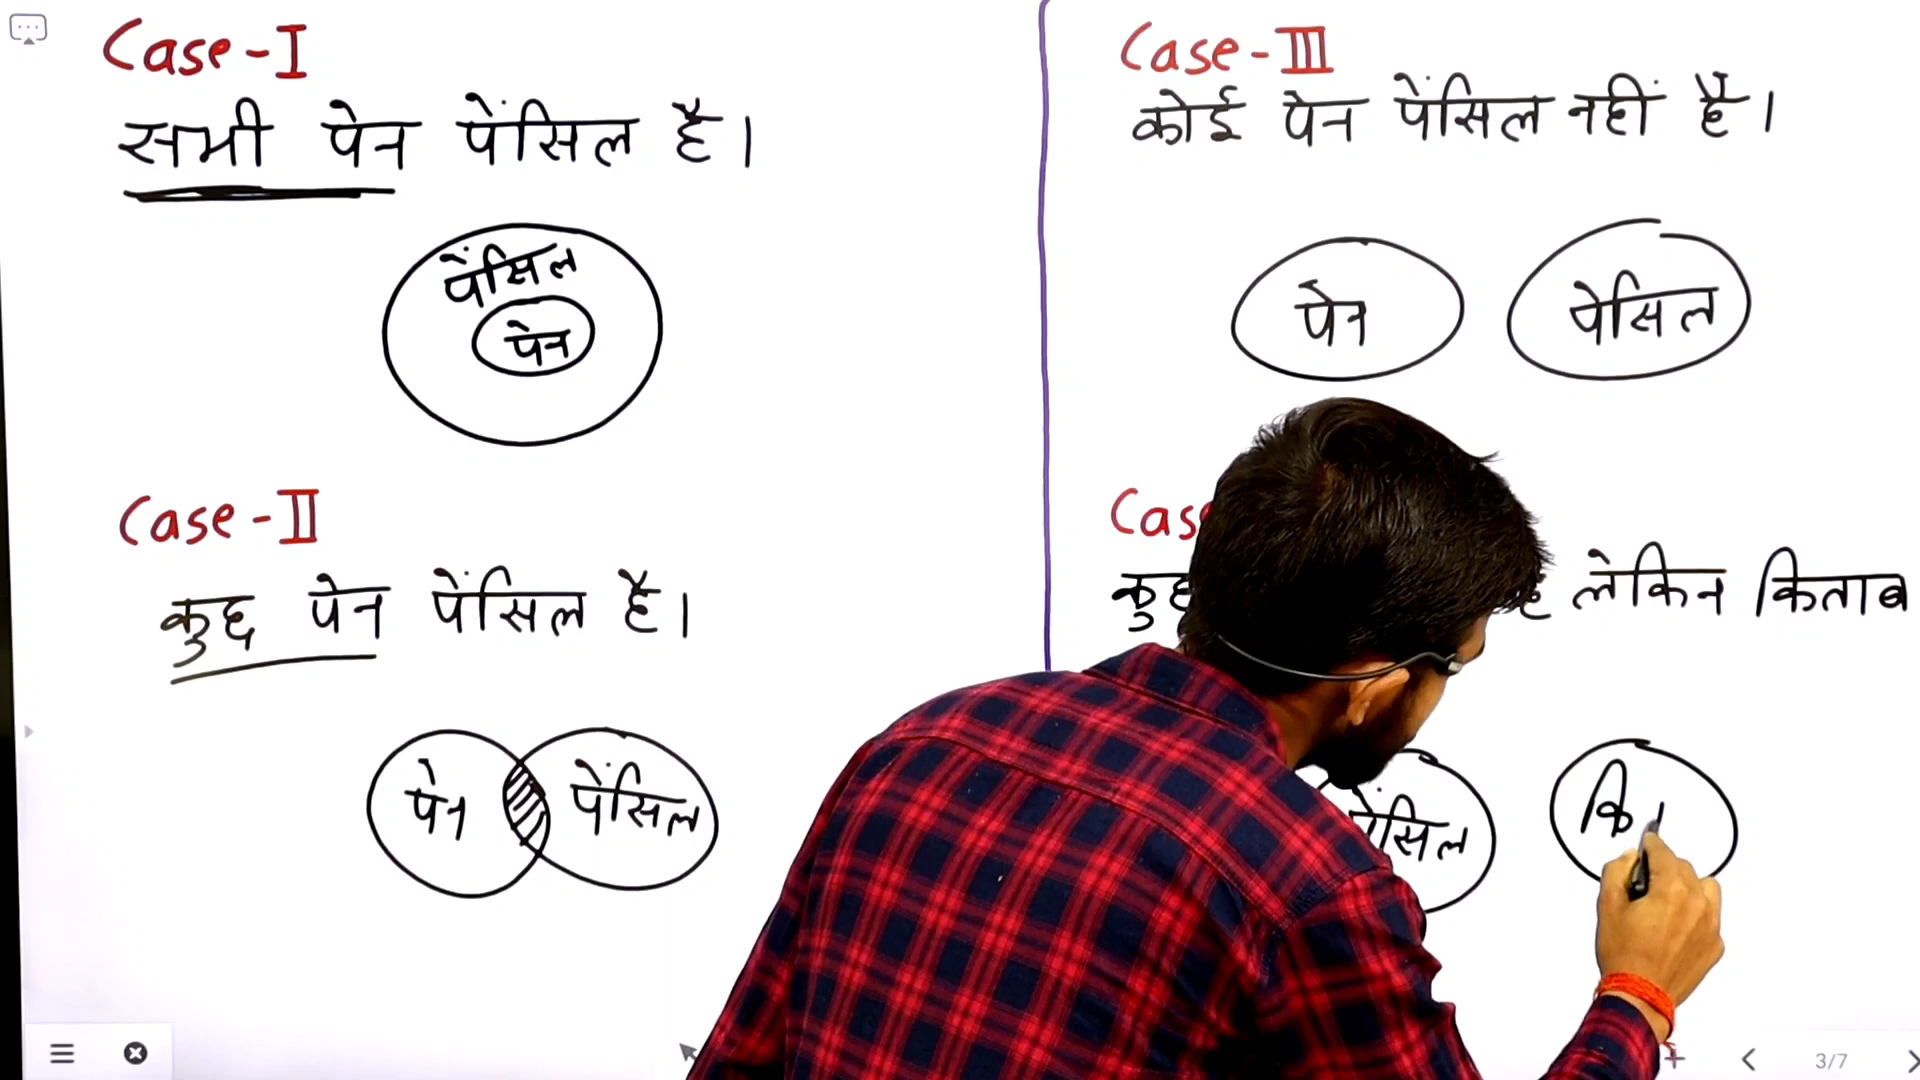 Case-I
सभी पेन पेंसिल है।
पेंसिल
पेन
Case-II
कुछ पेन पेंसिल है।
पेन
पेंसिल
Case-III
कोई पेन पेंसिल नहीं है।
पेन
पेंसिल
लेकिन किताब
3/7